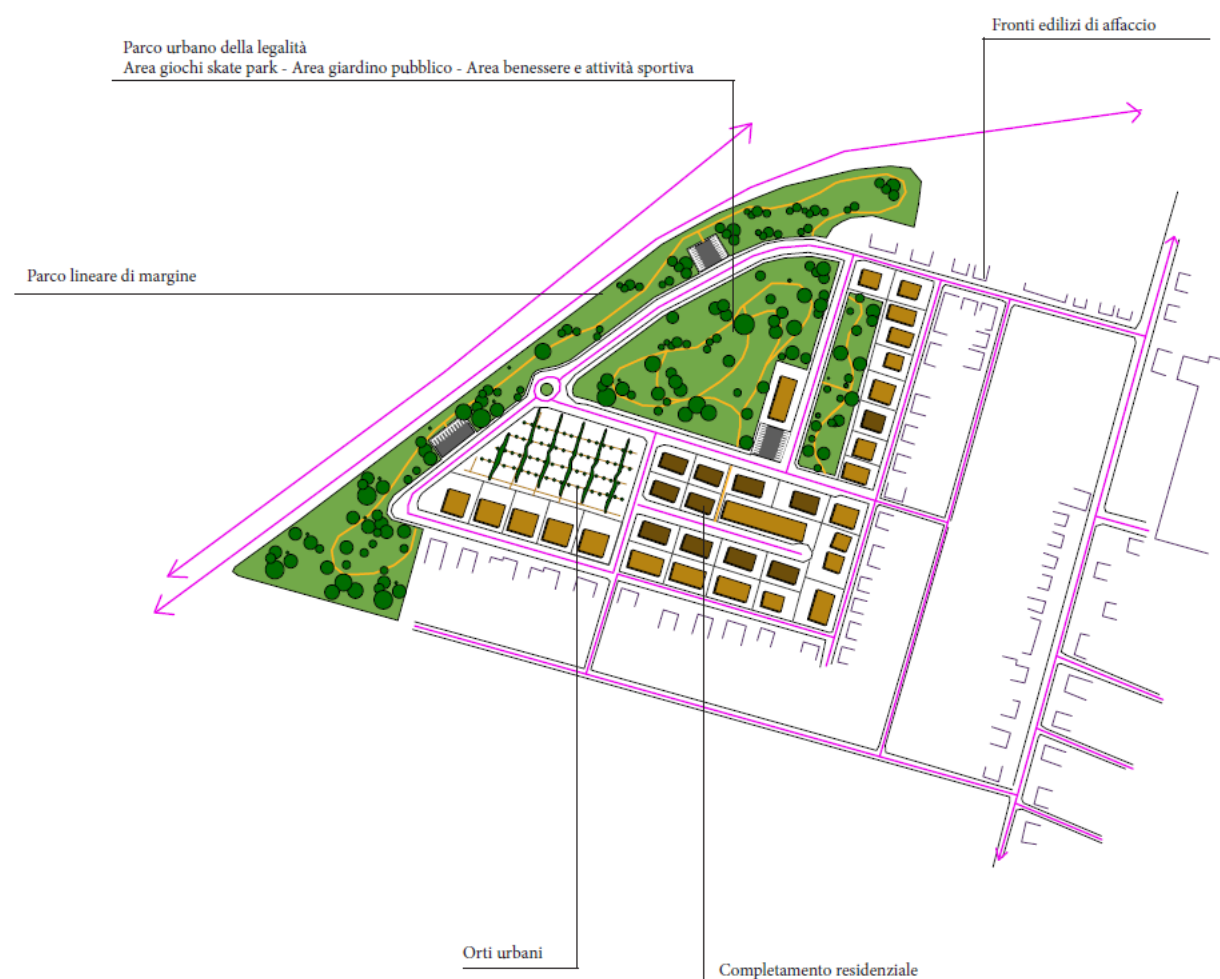 Fronti edilizi di affaccio
Parco urbano della legalità
Area giochi skate park - Area giardino pubblico - Area benessere e attività sportiva
Parco lineare di margine
Orti urbani
Completamento residenziale